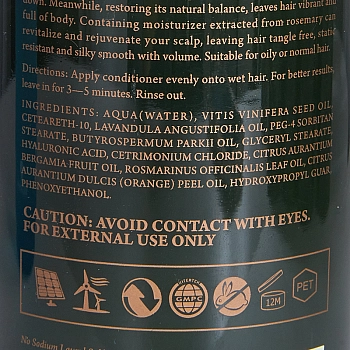 down. Meanwhile, restoring its natural balance, leaves hair vibrant and
full of body. Containing moisturizer extracted from rosemary can
revitalize and rejuvenate your scalp, leaving hair tangle free, static
resistant and silky smooth with volume. Suitable for oily or normal hair.
Directions: Apply conditioner evenly onto wet hair. For better results,
leave in for 3—5 minutes. Rinse out.
INGREDIENTS: AQUA(WATER), VITIS VINIFERA SEED OIL,
CETEARETH-10, LAVANDULA ANGUSTIFOLIA OIL, PEG-4 SORBITAN
STEARATE, BUTYROSPERMUM PARKII OIL, GLYCERYL STEARATE,
HYALURONIC ACID, CETRIMONIUM CHLORIDE, CITRUS AURANTIUM
BERGAMIA FRUIT OIL, ROSMARINUS OFFICINALIS LEAF OIL, CITRUS
AURANTIUM DULCIS (ORANGE) PEEL OIL, HYDROXYPROPYL GUAR,
PHENOXYETHANOL.
CAUTION: AVOID CONTACT WITH EYES.
FOR EXTERNAL USE ONLY
CERTIFIED
GMPC
12M
PET
No Sodium